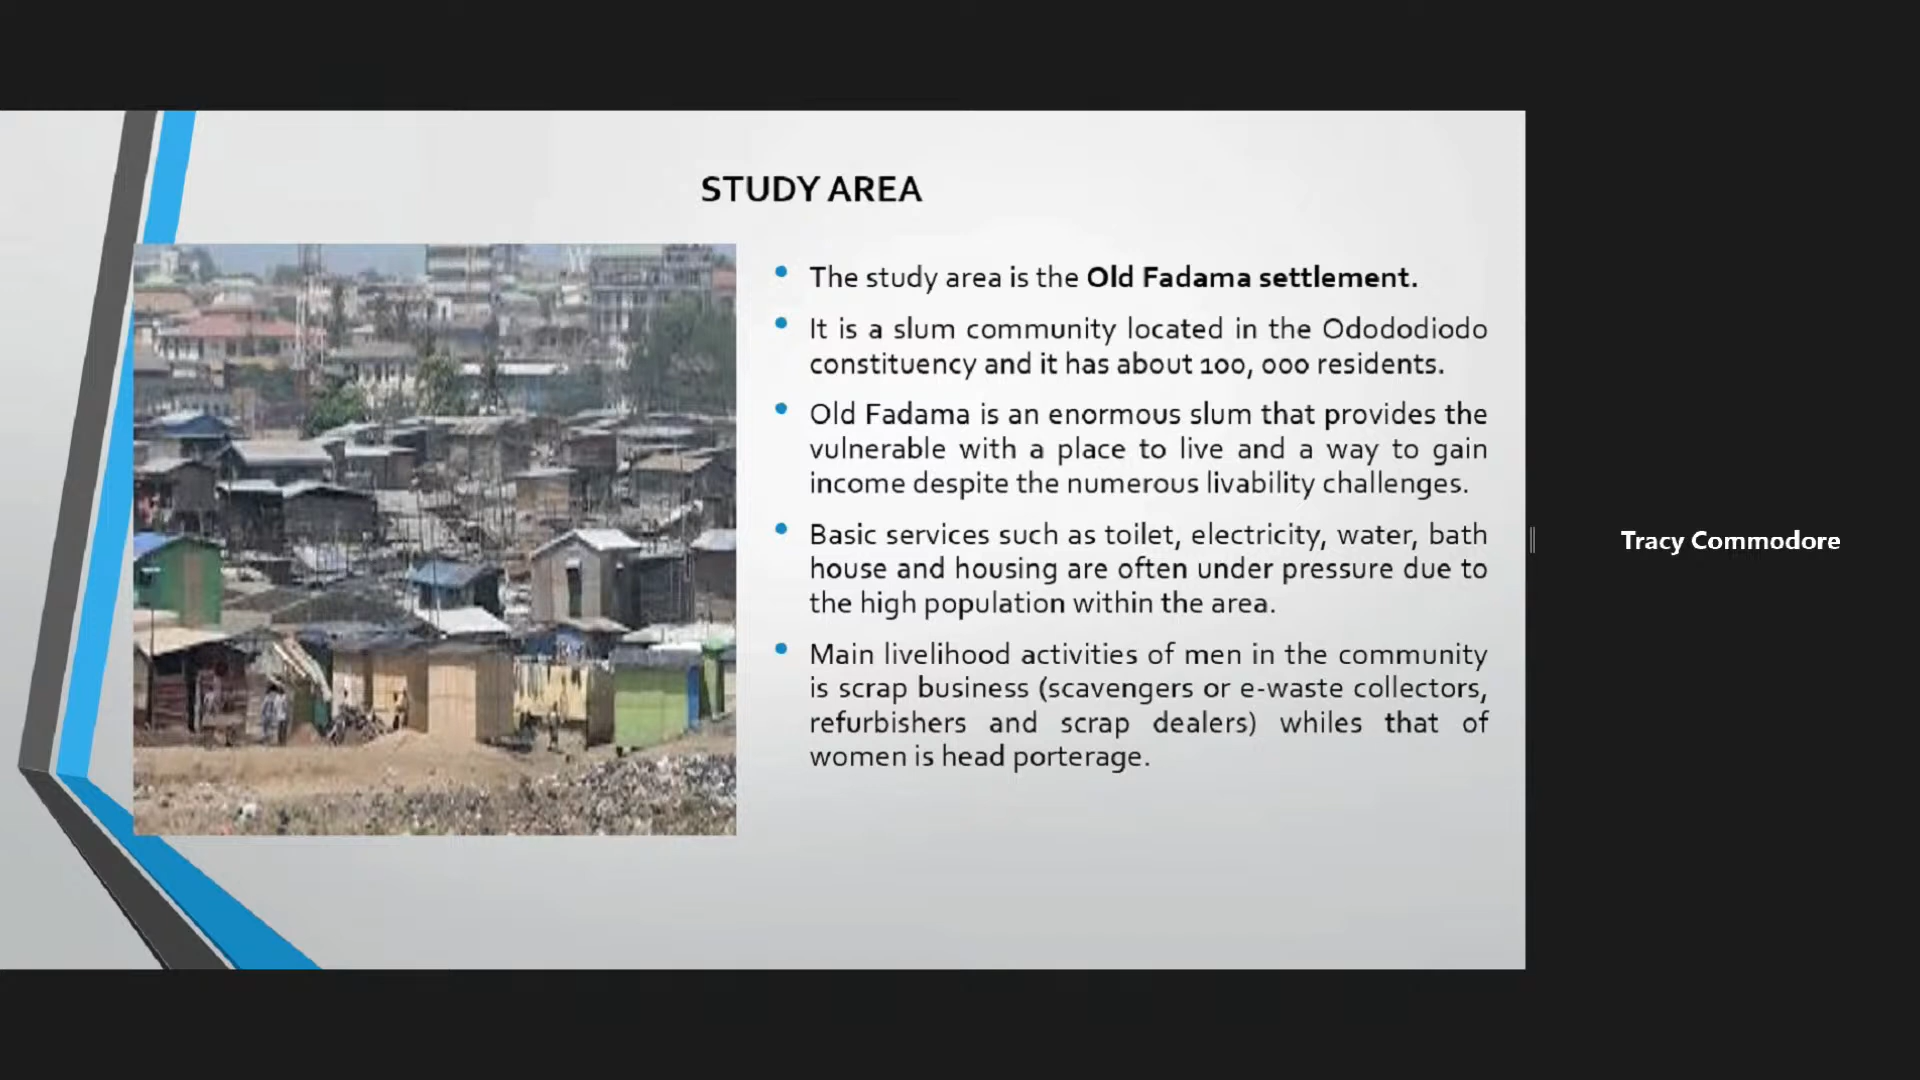 STUDY AREA
• The study area is the Old Fadama settlement.
• It is a slum community located in the Odododiodo
constituency and it has about 100, 000 residents.
• Old Fadama is an enormous slum that provides the
vulnerable with a place to live and a way to gain
income despite the numerous livability challenges.
• Basic services such as toilet, electricity, water, bath
house and housing are often under pressure due to
the high population within the area.
• Main livelihood activities of men in the community
is scrap business (scavengers or e-waste collectors,
refurbishers and scrap dealers) whiles that of
women is head porterage.
Tracy Commodore